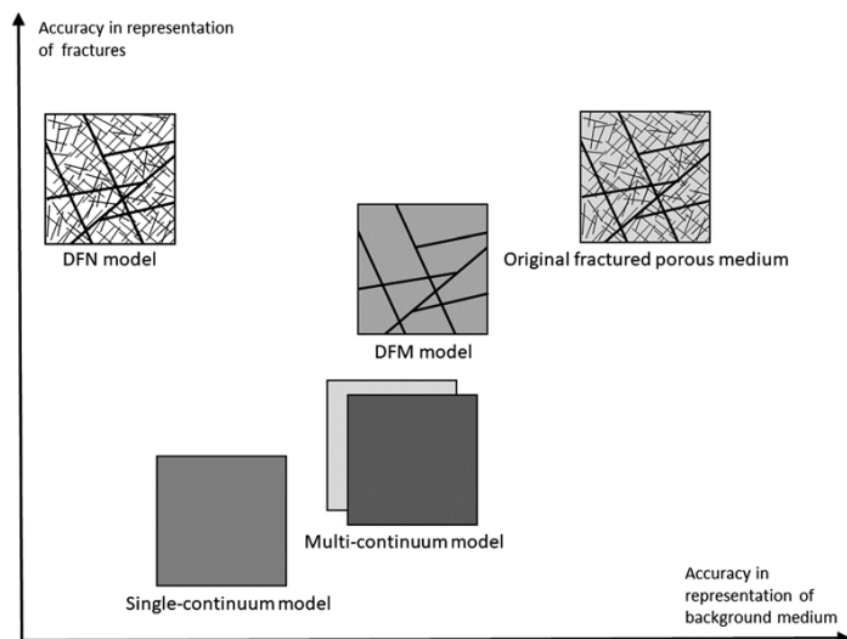 Accuracy in representation
of fractures
DFN model
Original fractured porous medium
DFM model
Multi-continuum model
Single-continuum model
Accuracy in
representation of
background medium